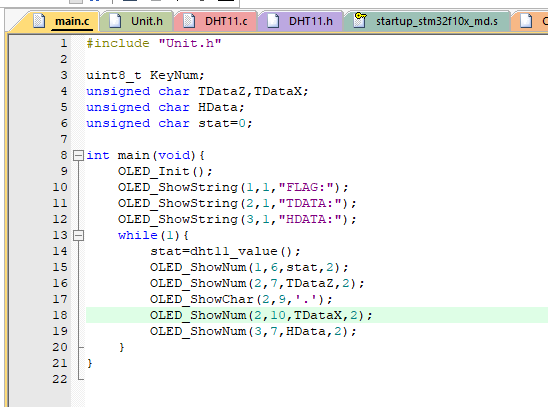 main.c Unit.h DHT11.c DHT11.h startup_stm32f10x_md.s
1 #include "Unit.h"
2
3 uint8_t KeyNum;
4 unsigned char TDataZ,TDataX;
5 unsigned char HData;
6 unsigned char stat=0;
7
8 int main(void){
9 OLED_Init();
10 OLED_ShowString(1,1,"FLAG:");
11 OLED_ShowString(2,1,"TDATA:");
12 OLED_ShowString(3,1,"HDATA:");
13 while(1){
14 stat=dht11_value();
15 OLED_ShowNum(1,6,stat,2);
16 OLED_ShowNum(2,7,TDataZ,2);
17 OLED_ShowChar(2,9,'.');
18 OLED_ShowNum(2,10,TDataX,2);
19 OLED_ShowNum(3,7,HData,2);
20 }
21 }
22